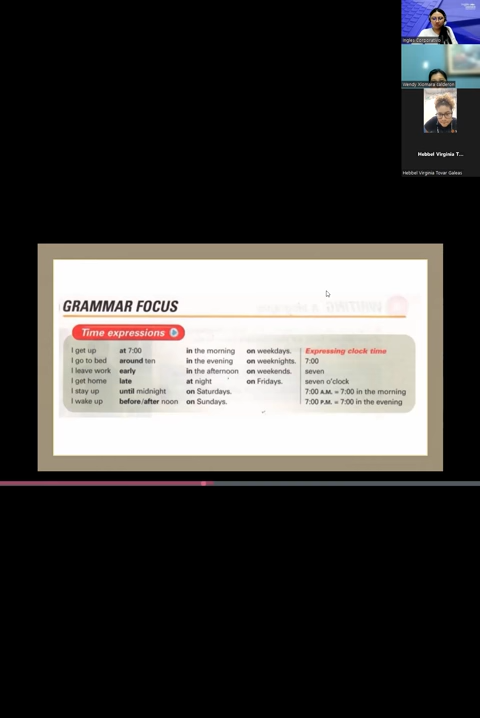 Ingles Corporativo
Hebbel Virginia T...
Hebbel Virginia Tovar Galeas
GRAMMAR FOCUS
Time expressions
I get up at 7:00 in the morning on weekdays. Expressing clock time
I go to bed around ten in the evening on weeknights. 7:00
I leave work early in the afternoon on weekends. seven
I get home late at night on Fridays. seven o'clock
I stay up until midnight on Saturdays. 7:00 A.M. = 7:00 in the morning
I wake up before/after noon on Sundays. 7:00 P.M. = 7:00 in the evening